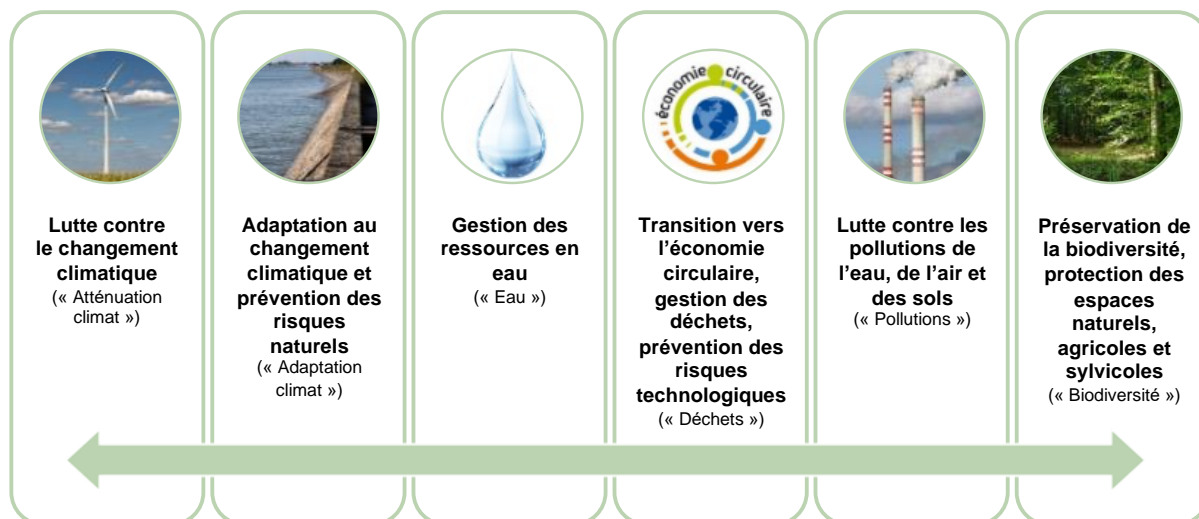 économie circulaire
Lutte contre
le changement
climatique
(« Atténuation
climat »)
Adaptation au
changement
climatique et
prévention des
risques
naturels
(« Adaptation
climat »)
Gestion des
ressources en
eau
(« Eau »)
Transition vers
l’économie
circulaire,
gestion des
déchets,
prévention des
risques
technologiques
(« Déchets »)
Lutte contre les
pollutions de
l’eau, de l’air et
des sols
(« Pollutions »)
Préservation de
la biodiversité,
protection des
espaces
naturels,
agricoles et
sylvicoles
(« Biodiversité »)